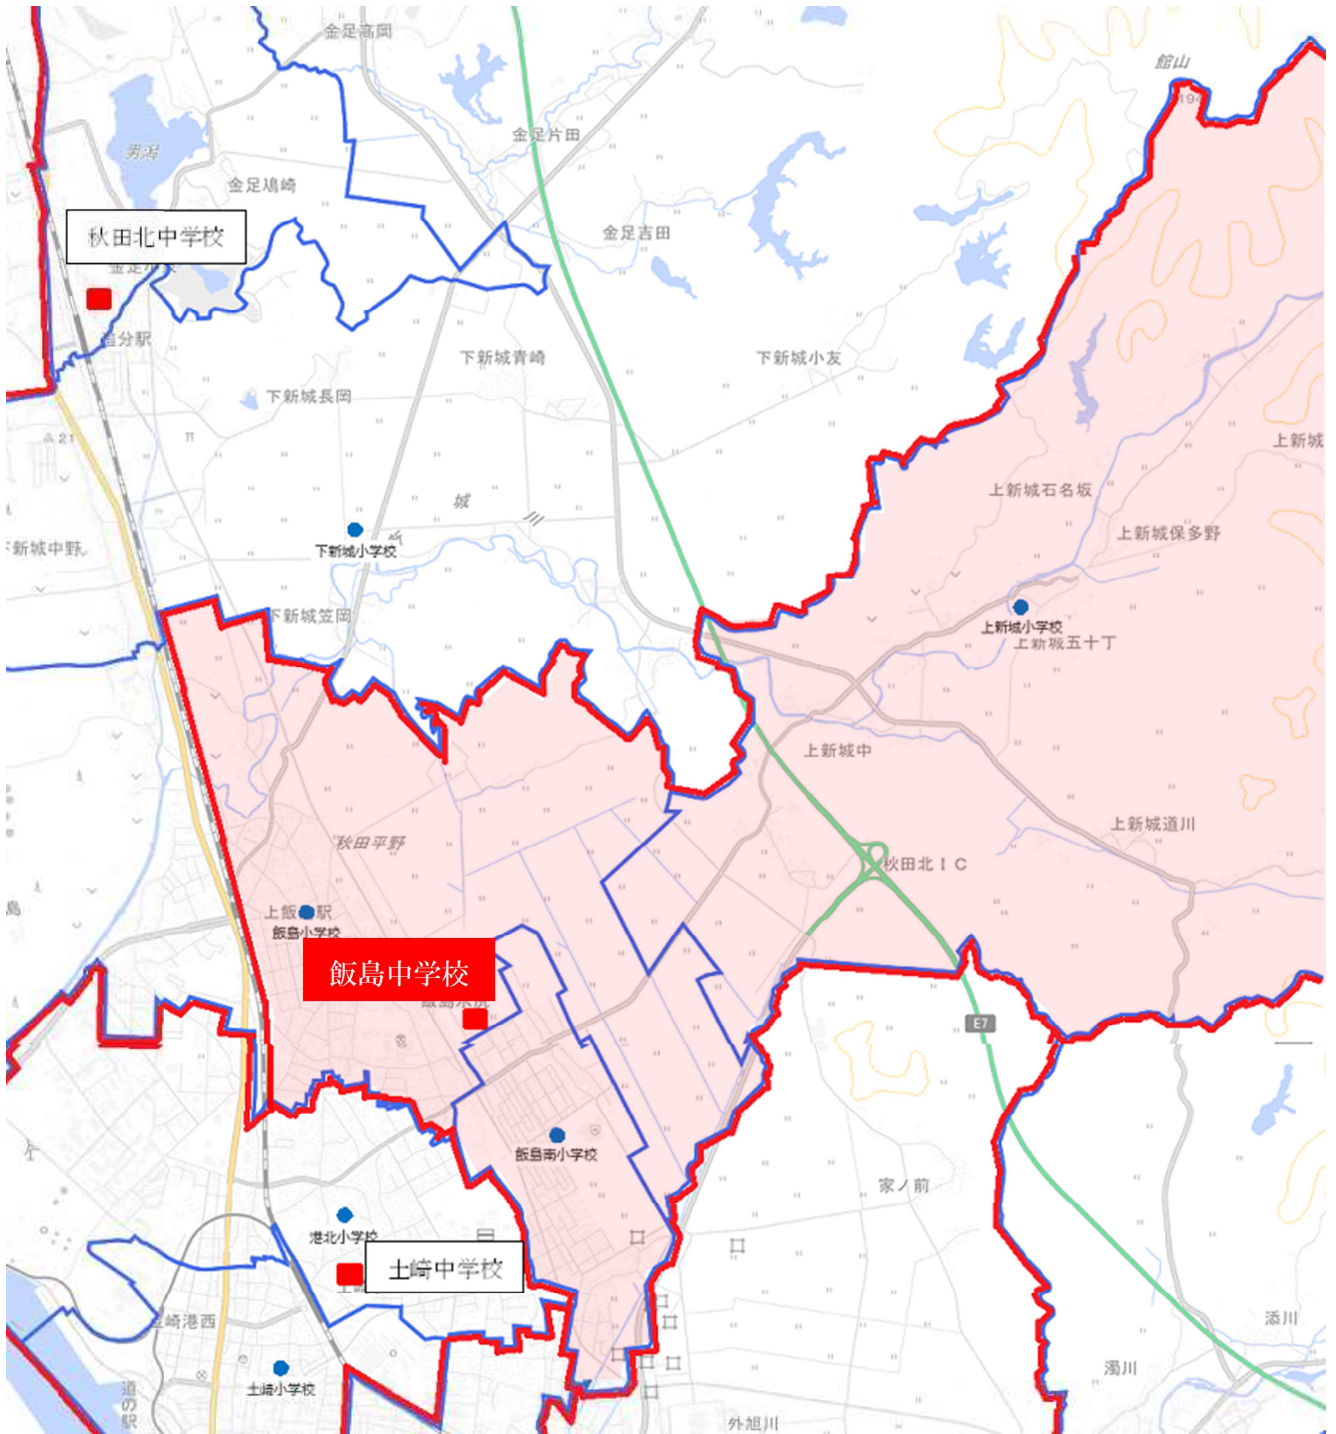 金足高岡
館山
194
金足片田
男潟
金足鳰崎
秋田北中学校
金足吉田
追分駅
下新城青崎
下新城小友
下新城長岡
21
上新城
城
上新城石名坂
川
下新城小学校
上新城保多野
下新城中野
上新城小学校
下新城笠岡
上新城五十丁
上新城中
上新城道川
秋田平野
秋田北IC
島
飯島小学校
飯島中学校
E7
飯島南小学校
家ノ前
港北小学校
土崎中学校
土崎港西
添川
土崎小学校
濁川
道の駅
外旭川